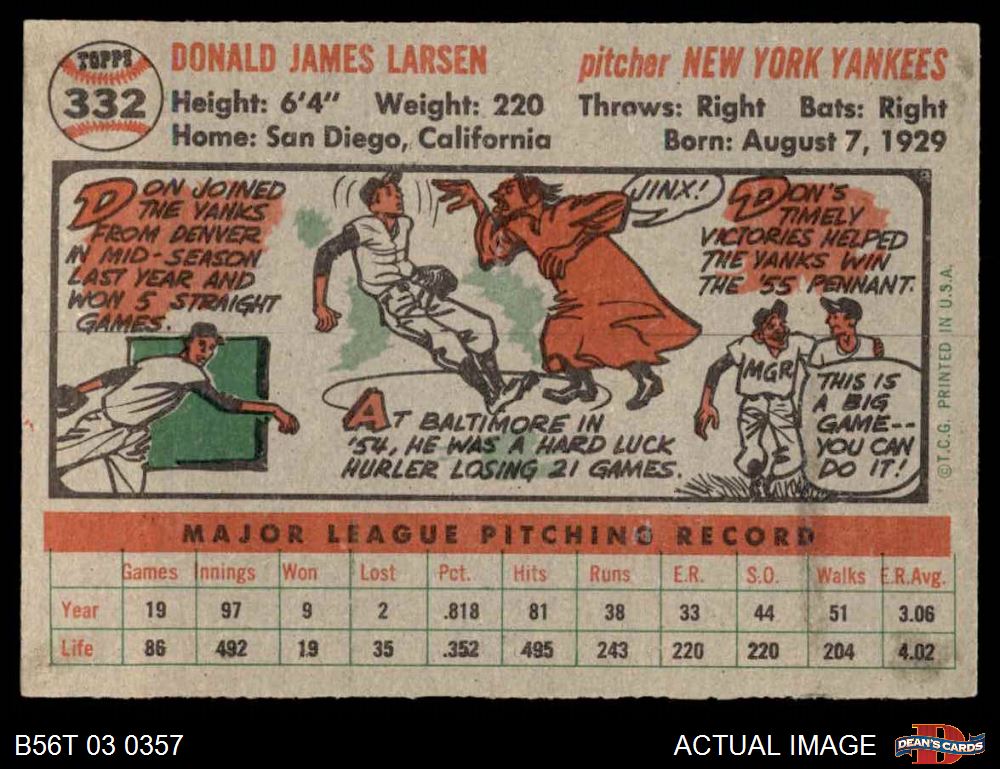 TOPPS
332
DONALD JAMES LARSEN
pitcher NEW YORK YANKEES
Height: 6'4" Weight: 220 Throws: Right Bats: Right
Home: San Diego, California Born: August 7, 1929
DON JOINED
THE YANKS
FROM DENVER
IN MID-SEASON
LAST YEAR AND
WON 5 STRAIGHT
GAMES.
JINX!
AT BALTIMORE IN
'54, HE WAS A HARD LUCK
HURLER LOSING 21 GAMES.
DON'S
TIMELY
VICTORIES HELPED
THE YANKS WIN
THE '55 PENNANT.
MGR
THIS IS
A BIG
GAME--
YOU CAN
DO IT!
©T.C.G. PRINTED IN U.S.A.
MAJOR LEAGUE PITCHING RECORD
Games Innings Won Lost Pct. Hits Runs E.R. S.O. Walks E.R.Avg.
Year 19 97 9 2 .818 81 38 33 44 51 3.06
Life 86 492 19 35 .352 495 243 220 220 204 4.02
B56T 03 0357
ACTUAL IMAGE
DEAN'S CARDS